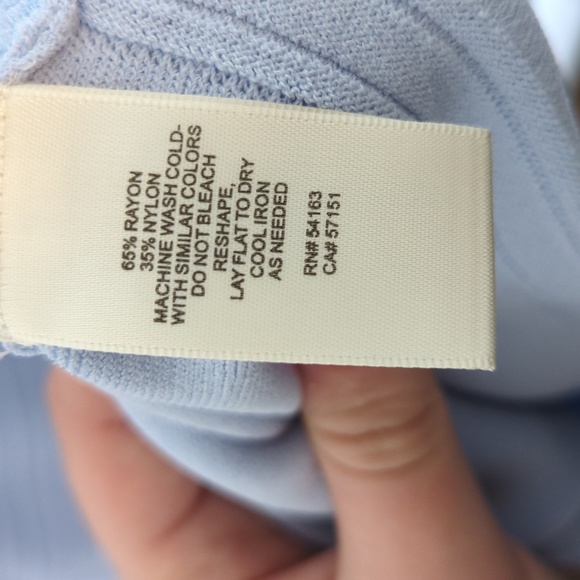 65% RAYON
35% NYLON
MACHINE WASH COLD-
WITH SIMILAR COLORS
DO NOT BLEACH
RESHAPE,
LAY FLAT TO DRY
COOL IRON
AS NEEDED
RN# 54163
CA# 57151